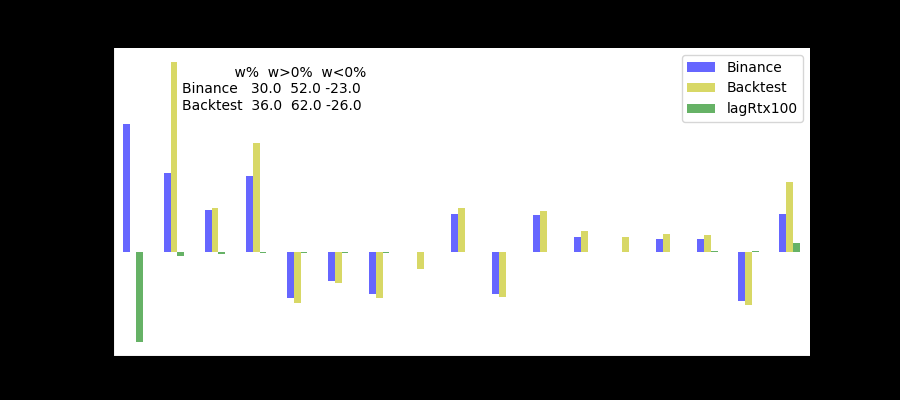 w% w>0% w<0%
Binance 30.0 52.0 -23.0
Backtest 36.0 62.0 -26.0
Binance
Backtest
lagRtx100